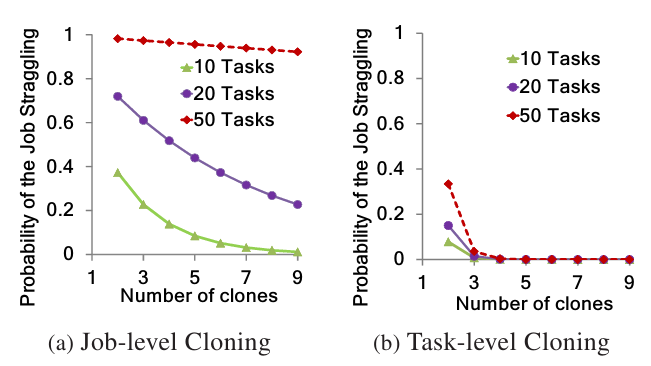 Probability of the Job Straggling
1
0.8
0.6
0.4
0.2
0
10 Tasks
20 Tasks
50 Tasks
1 3 5 7 9
Number of clones
(a) Job-level Cloning
Probability of the Job Straggling
1
0.8
0.6
0.4
0.2
0
10 Tasks
20 Tasks
50 Tasks
1 3 5 7 9
Number of clones
(b) Task-level Cloning